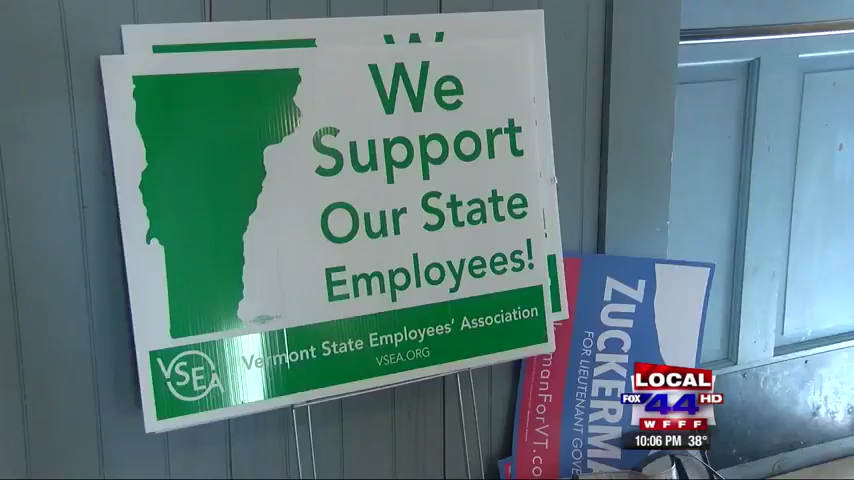 We
Support
Our State
Employees!
VSEA
Vermont State Employees' Association
VSEA.ORG
ZUCKERMA
FOR LIEUTENANT GOVE
manForVT.co
LOCAL
FOX 44 HD
WFFF
10:06 PM 38°